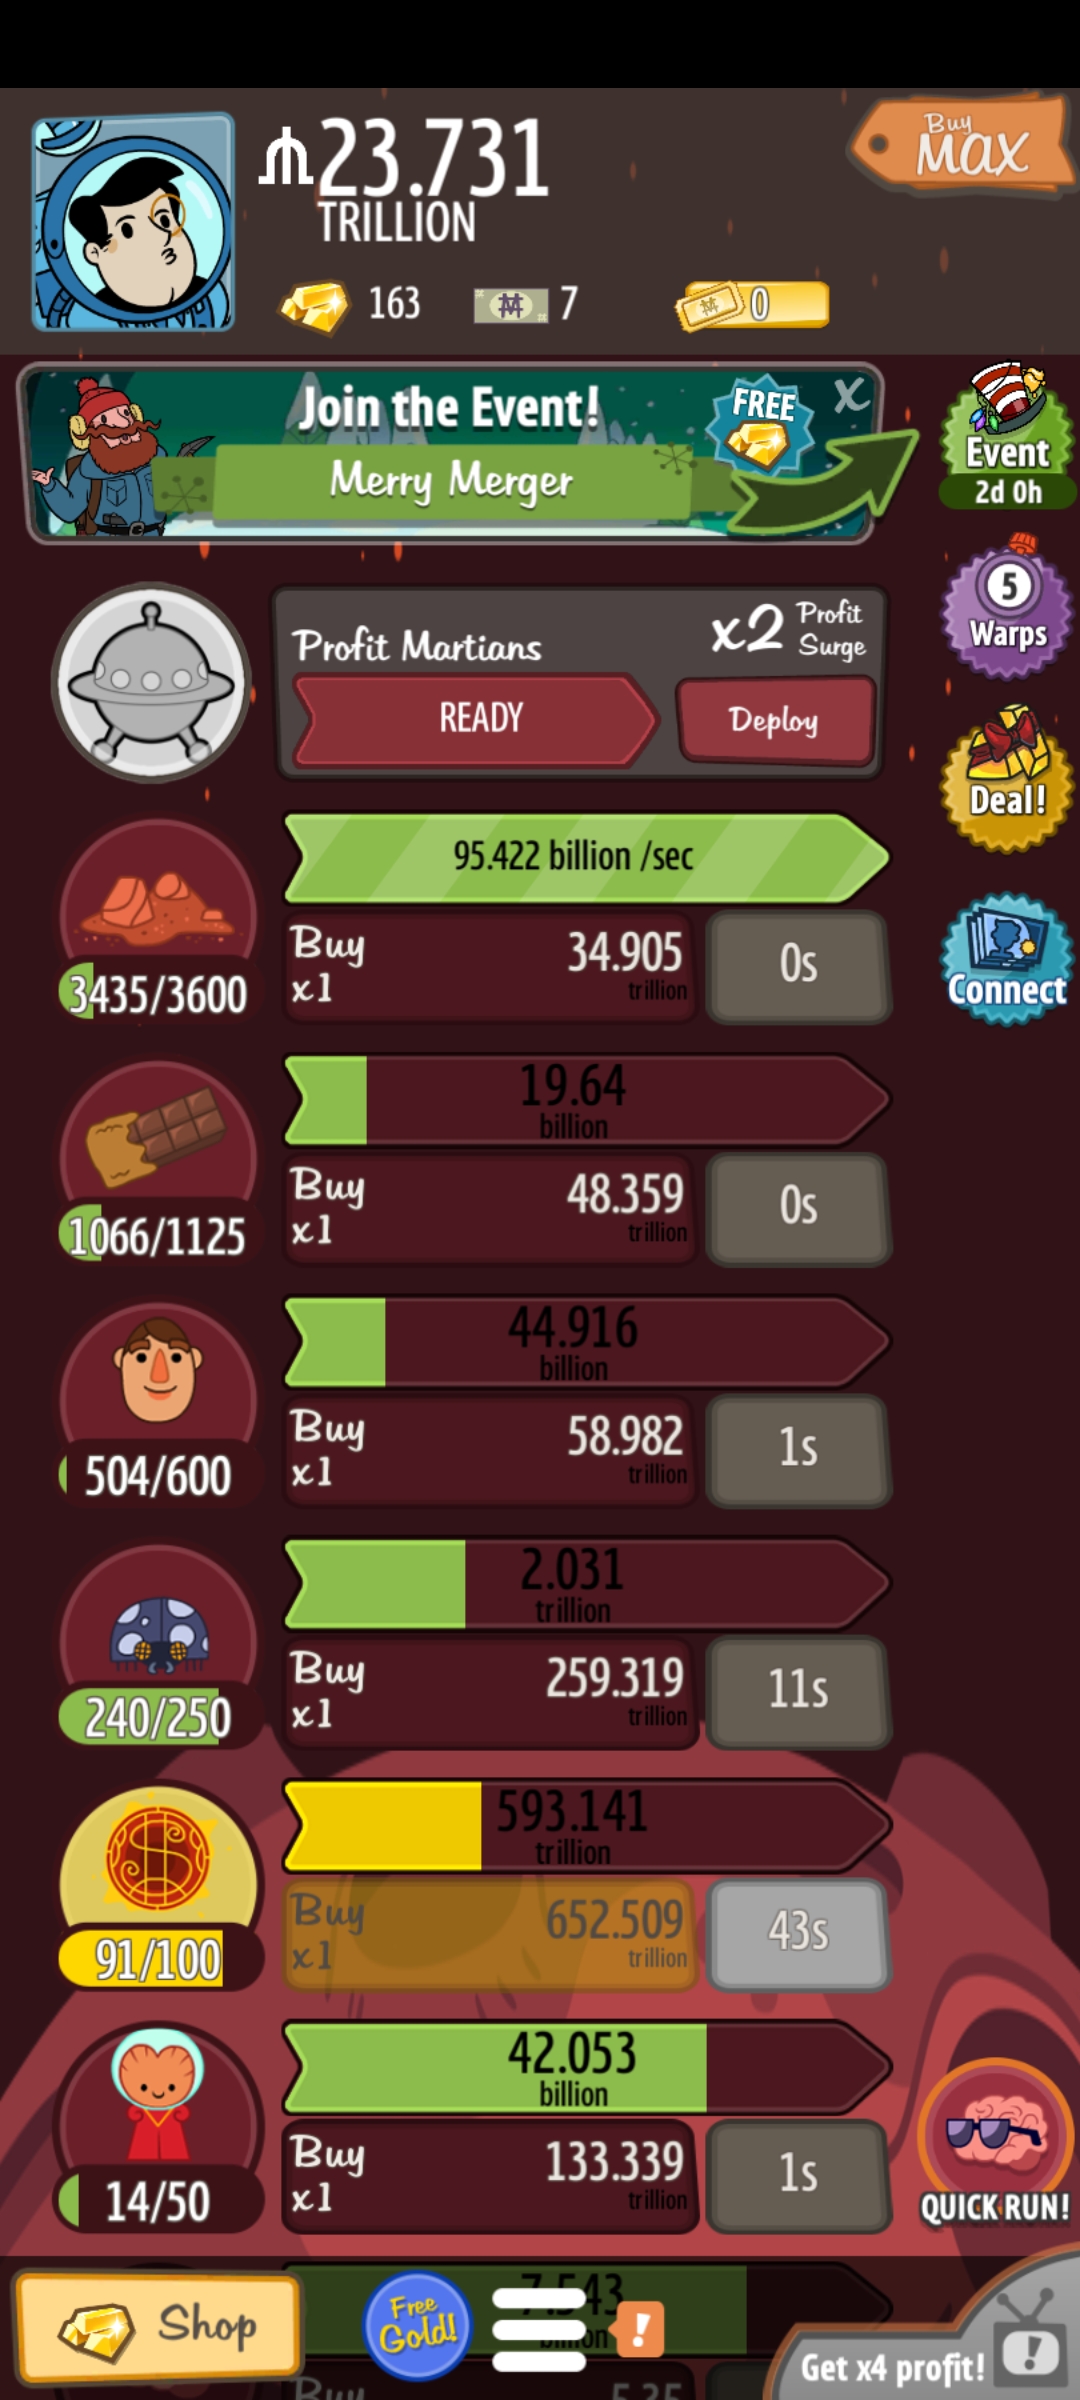 23.731
TRILLION
Buy
MAX
163
7
0
Join the Event!
FREE
X
Merry Merger
Event
2d 0h
5
Warps
Profit Martians
x2 Profit Surge
READY
Deploy
Deal!
95.422 billion /sec
3435/3600
Buy x1
34.905
trillion
0s
Connect
19.64
billion
1066/1125
Buy x1
48.359
trillion
0s
44.916
billion
504/600
Buy x1
58.982
trillion
1s
2.031
trillion
240/250
Buy x1
259.319
trillion
11s
593.141
trillion
91/100
Buy x1
652.509
trillion
43s
42.053
billion
14/50
Buy x1
133.339
trillion
1s
QUICK RUN!
Shop
Free Gold!
7.543
!
Get x4 profit!
!
Buy
5.35